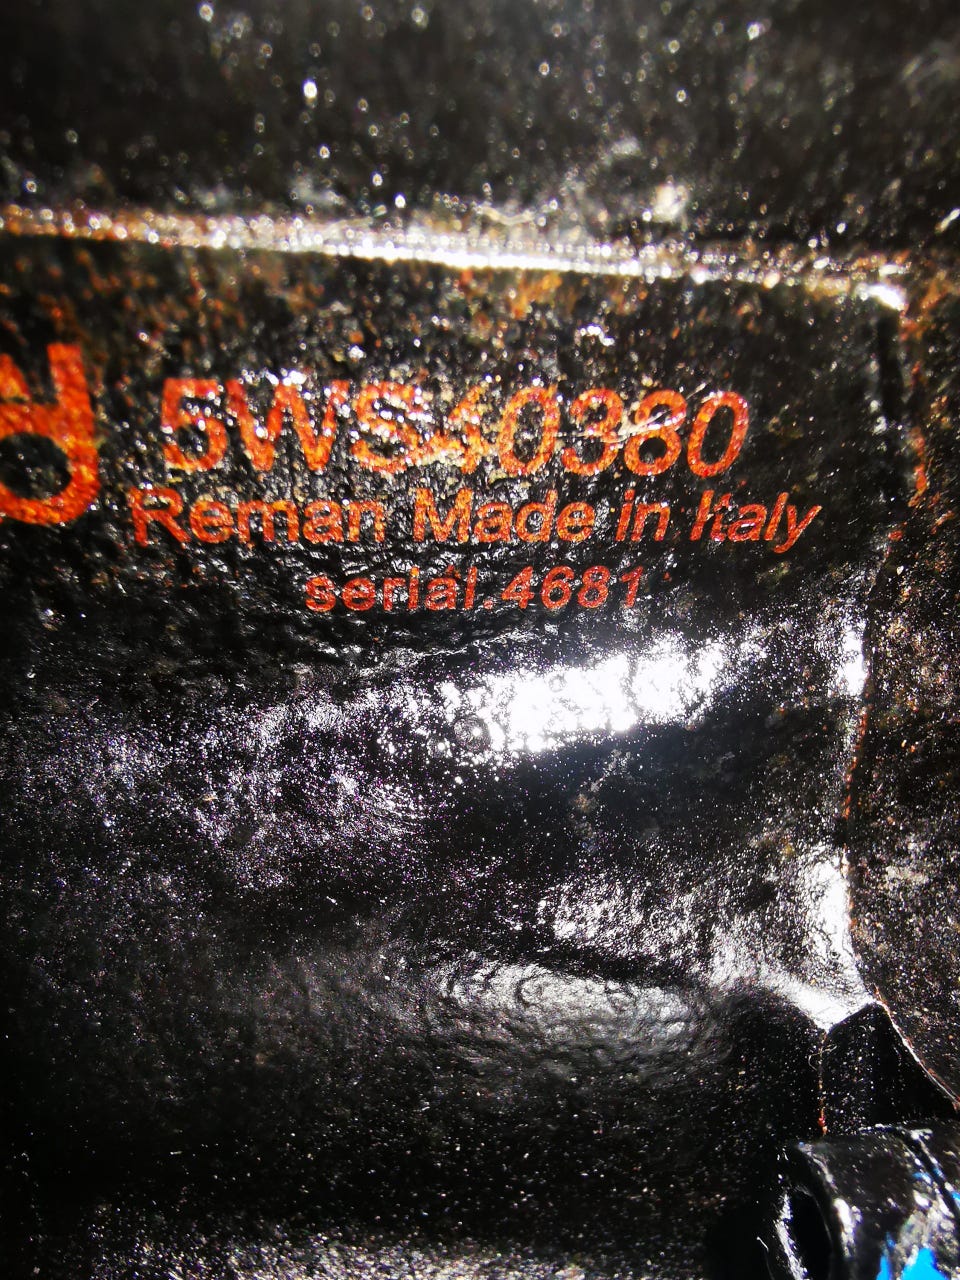 5WS40380
Reman Made in Italy
serial.4681